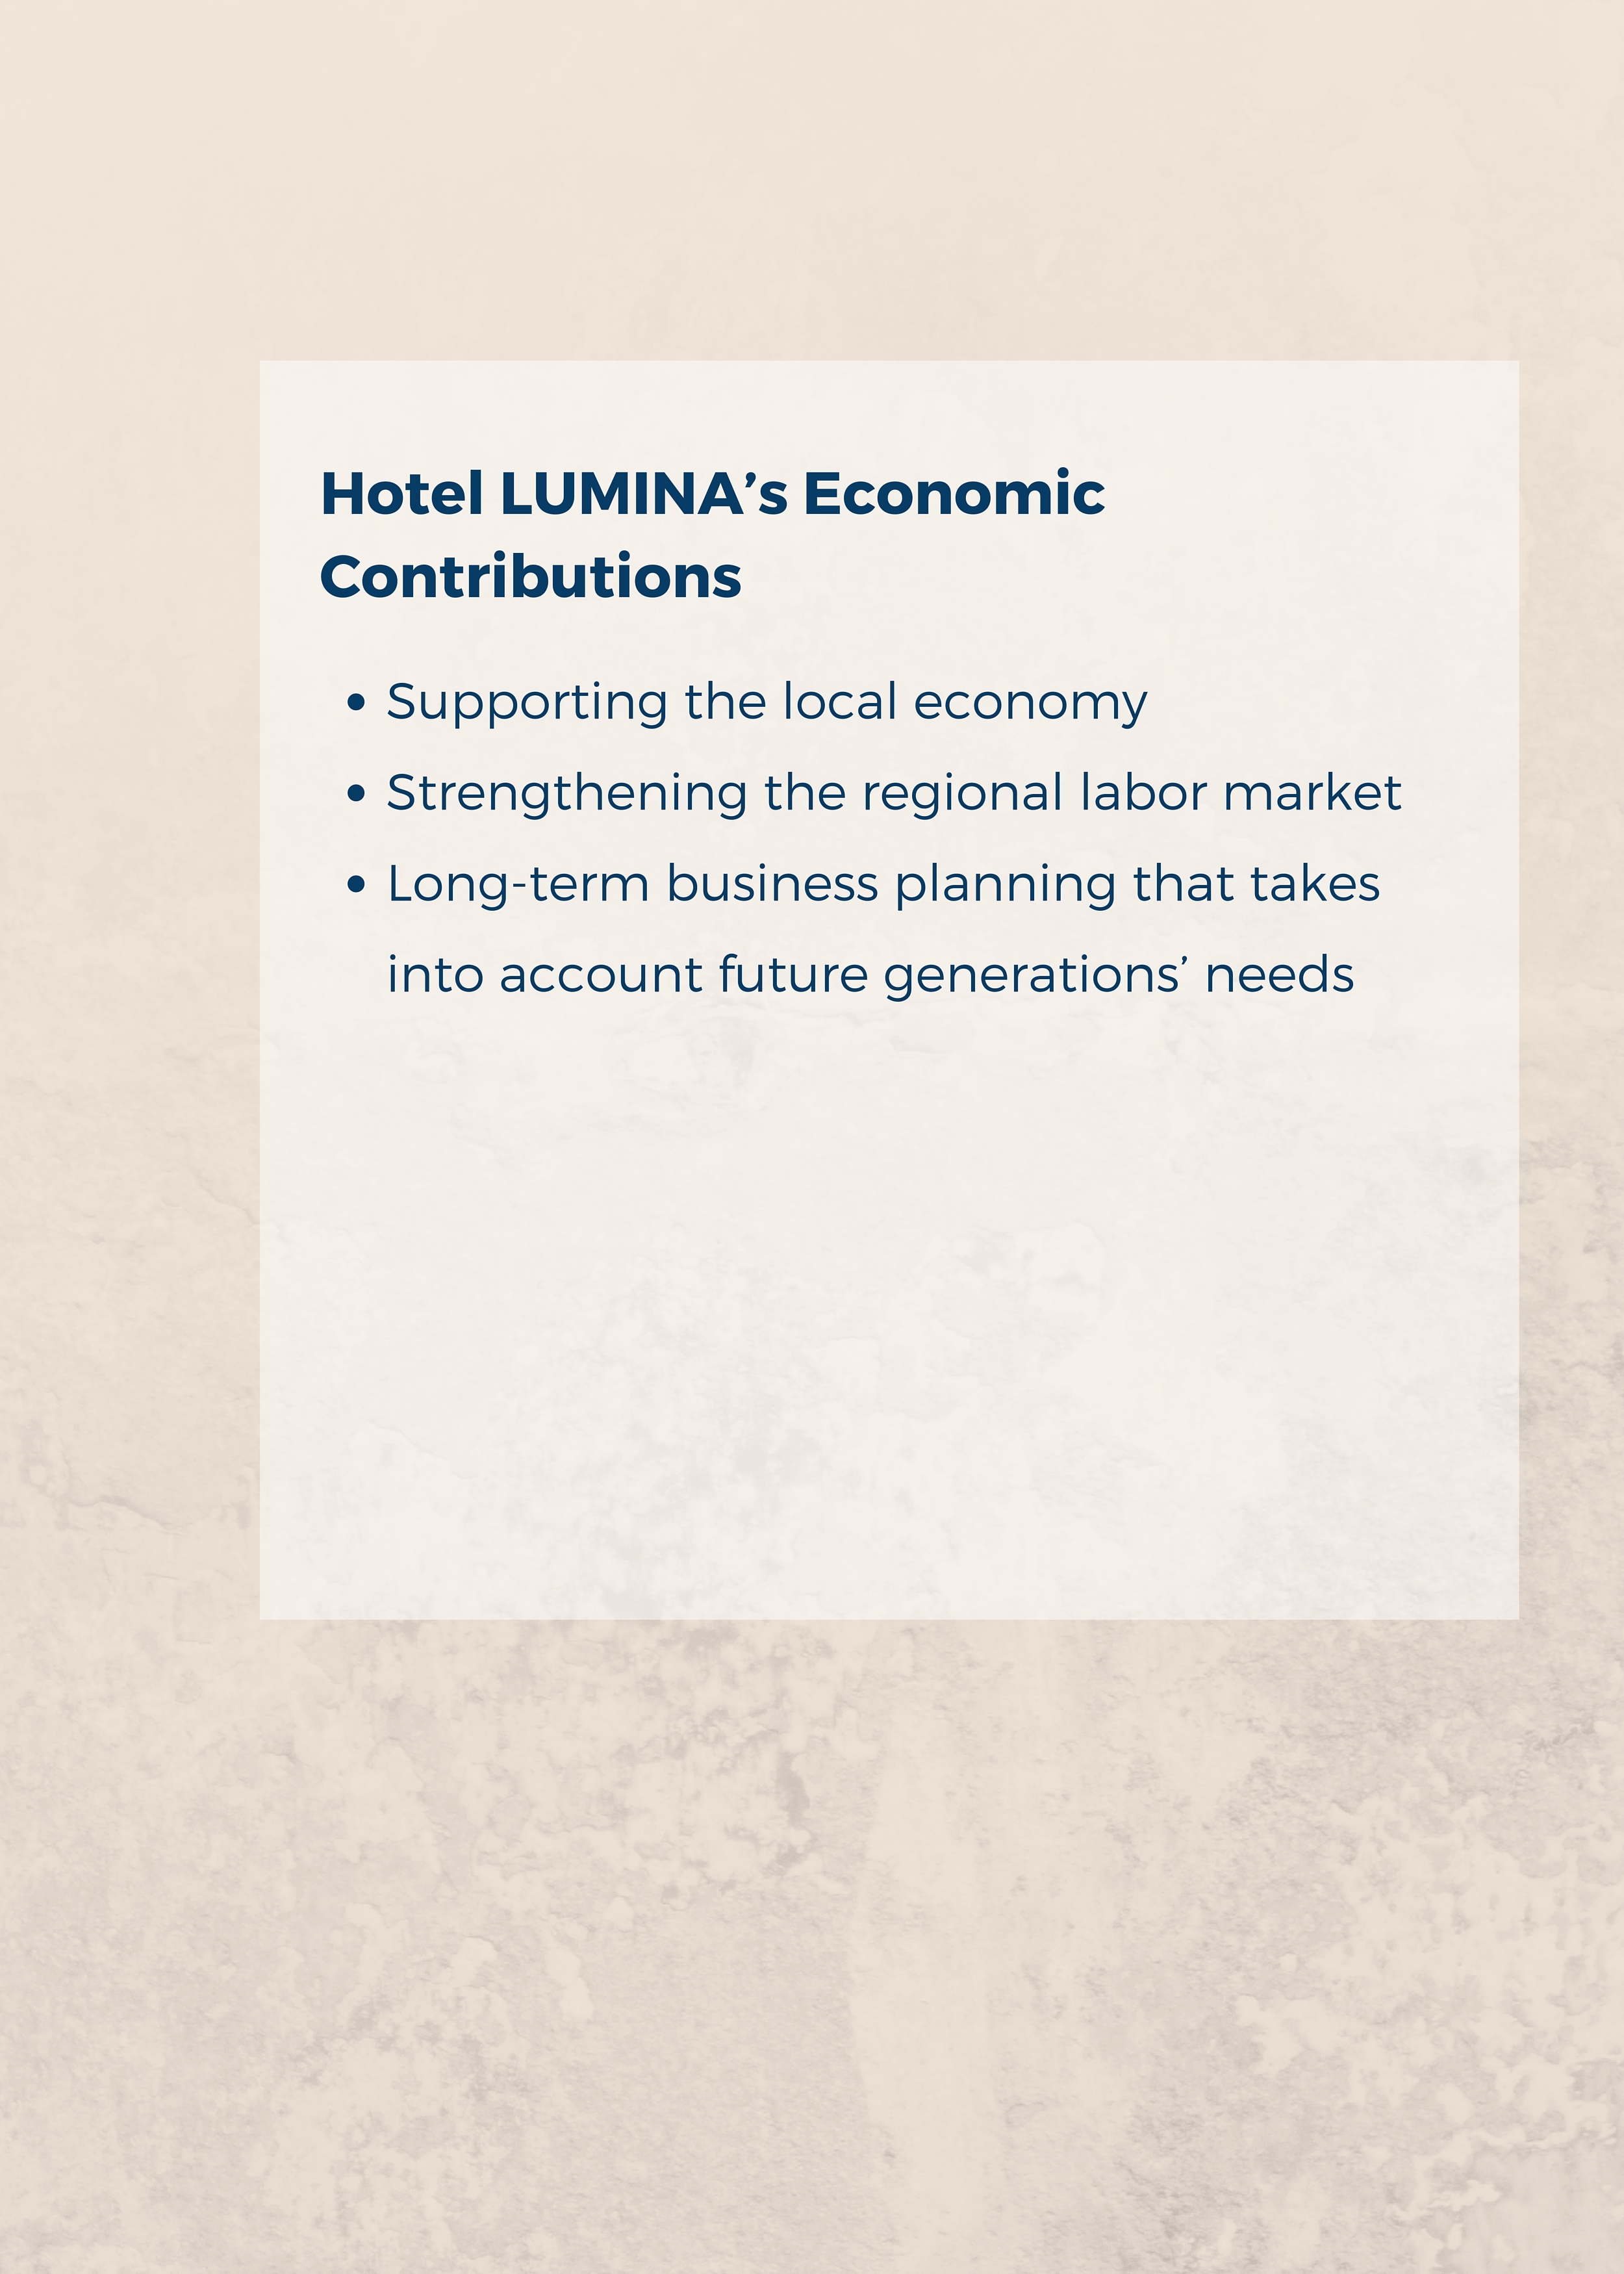 Hotel LUMINA’s Economic
Contributions
• Supporting the local economy
• Strengthening the regional labor market
• Long-term business planning that takes
into account future generations’ needs